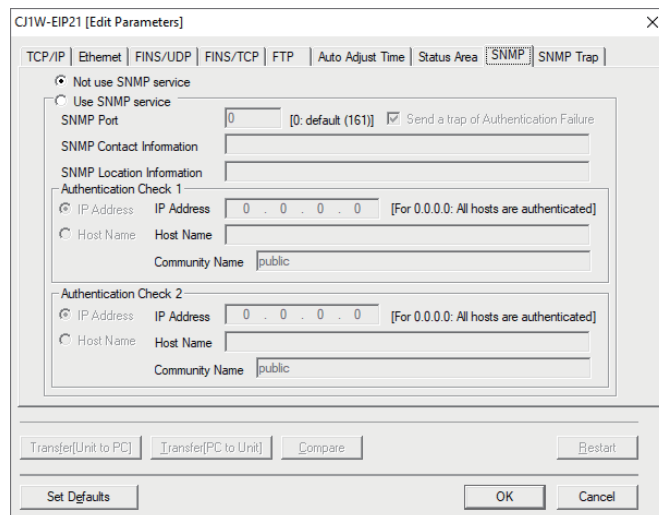 CJ1W-EIP21 [Edit Parameters]
TCP/IP Ethernet FINS/UDP FINS/TCP FTP Auto Adjust Time Status Area SNMP SNMP Trap
Not use SNMP service
Use SNMP service
SNMP Port 0 [0: default (161)] Send a trap of Authentication Failure
SNMP Contact Information
SNMP Location Information
Authentication Check 1
IP Address IP Address 0 . 0 . 0 . 0 [For 0.0.0.0: All hosts are authenticated]
Host Name Host Name
Community Name public
Authentication Check 2
IP Address IP Address 0 . 0 . 0 . 0 [For 0.0.0.0: All hosts are authenticated]
Host Name Host Name
Community Name public
Transfer[Unit to PC] Transfer[PC to Unit] Compare Restart
Set Defaults OK Cancel